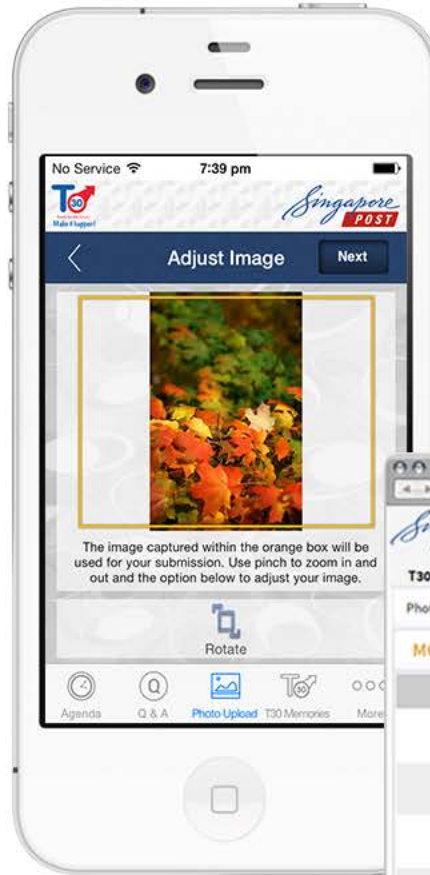 No Service 7:39 pm
T30
Make it happen!
Singapore
POST
Adjust Image Next
The image captured within the orange box will be
used for your submission. Use pinch to zoom in and
out and the option below to adjust your image.
Rotate
Agenda Q & A Photo Upload T30 Memories More
T30